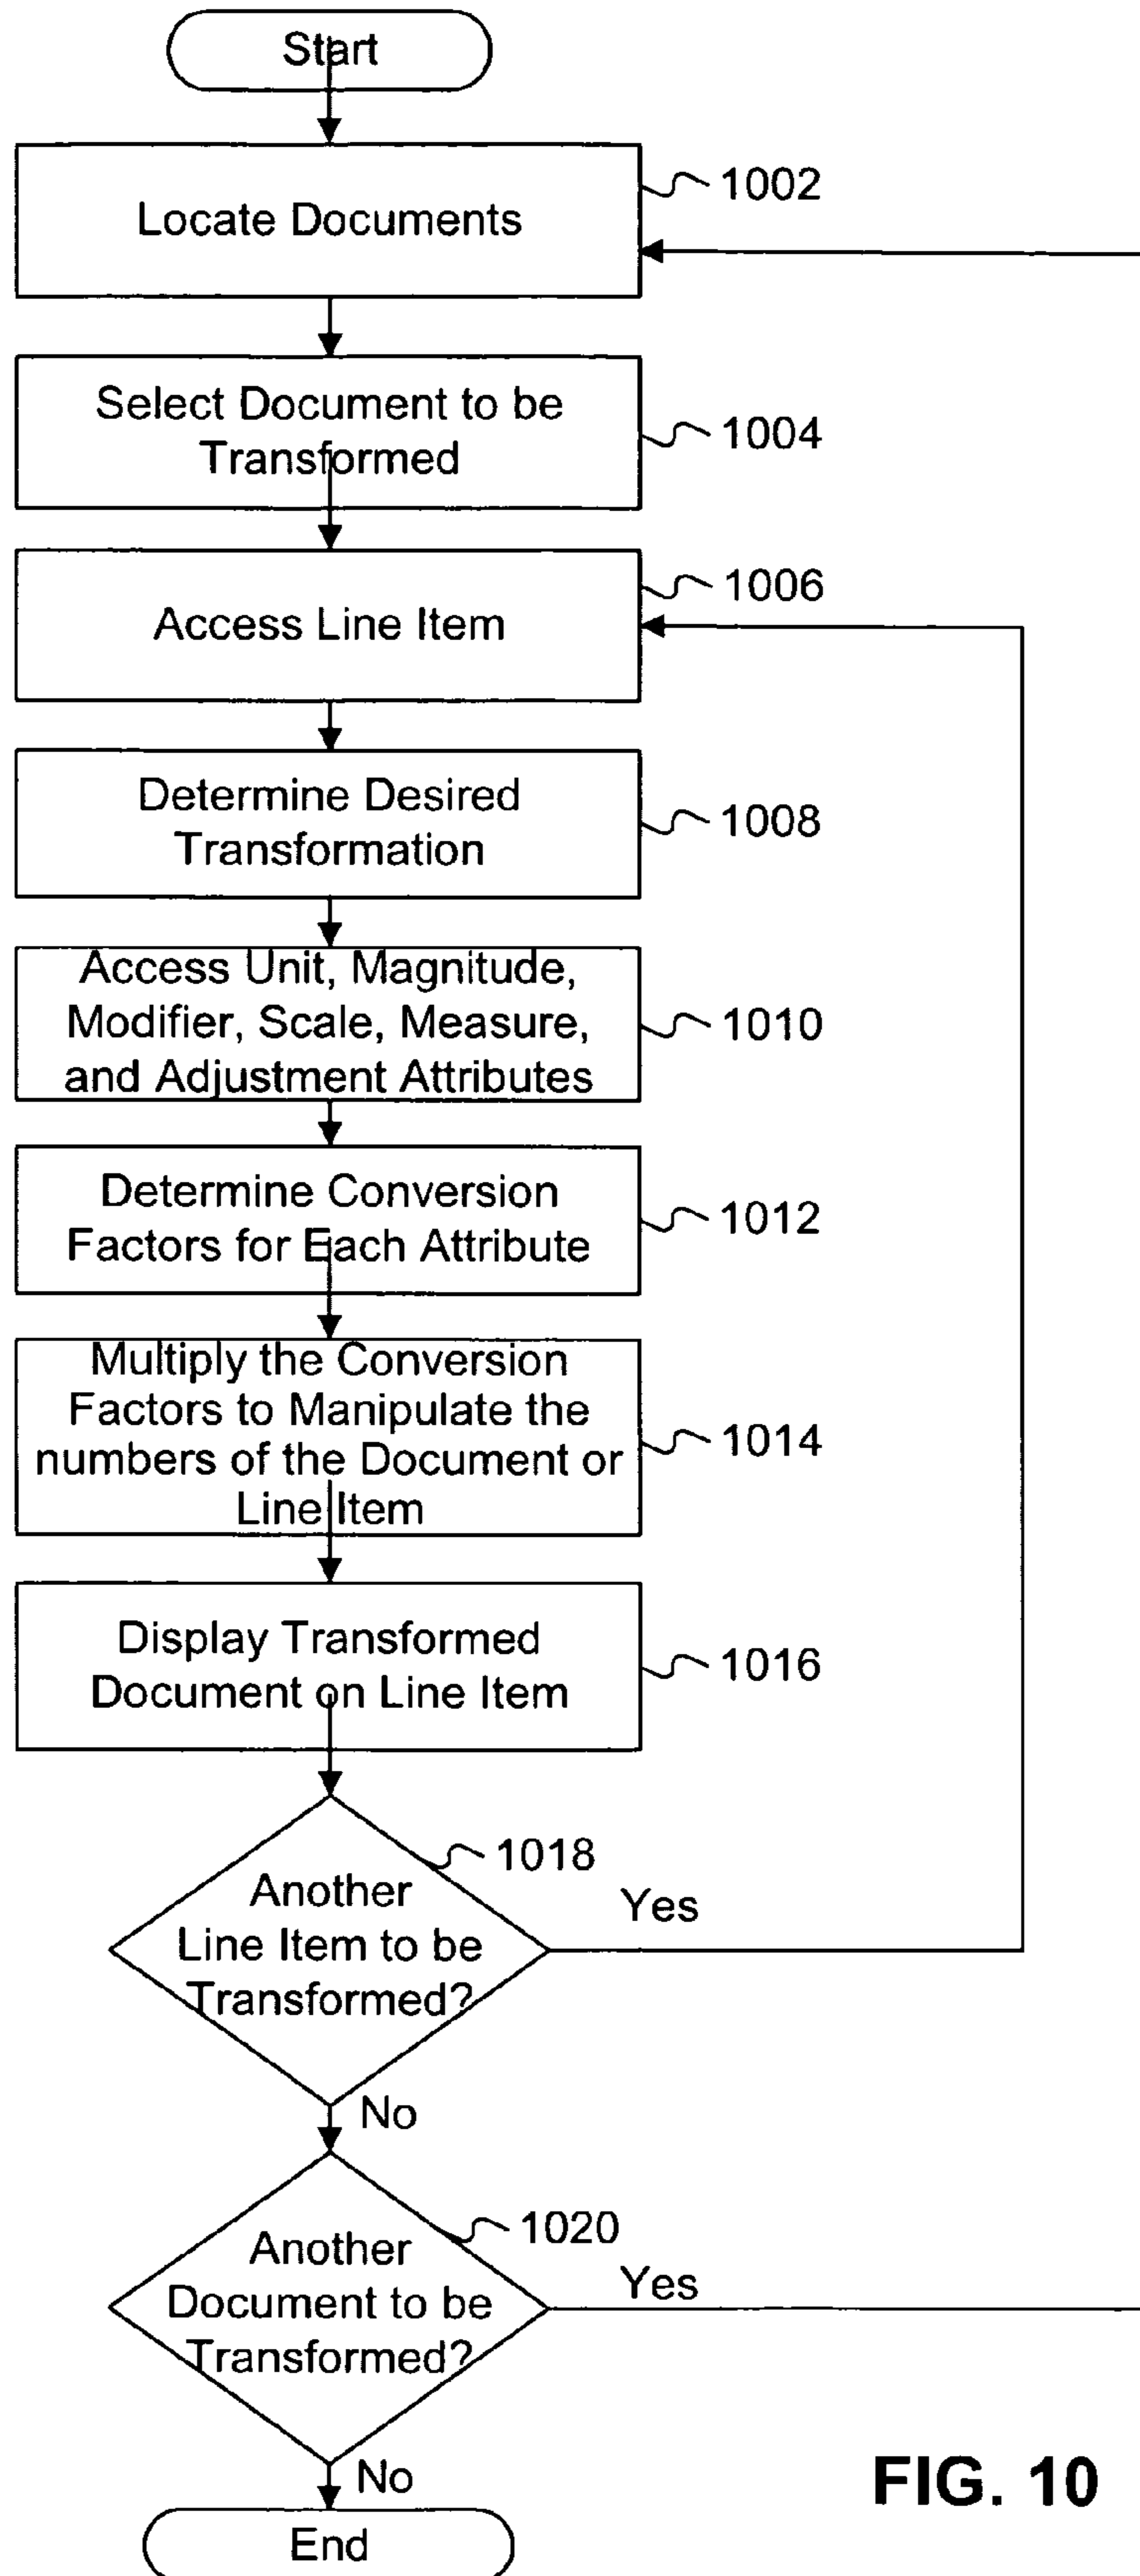 Start
Locate Documents
1002
Select Document to be
Transformed
1004
Access Line Item
1006
Determine Desired
Transformation
1008
Access Unit, Magnitude,
Modifier, Scale, Measure,
and Adjustment Attributes
1010
Determine Conversion
Factors for Each Attribute
1012
Multiply the Conversion
Factors to Manipulate the
numbers of the Document or
Line Item
1014
Display Transformed
Document on Line Item
1016
Another
Line Item to be
Transformed?
1018
Yes
No
Another
Document to be
Transformed?
1020
Yes
No
End
FIG. 10